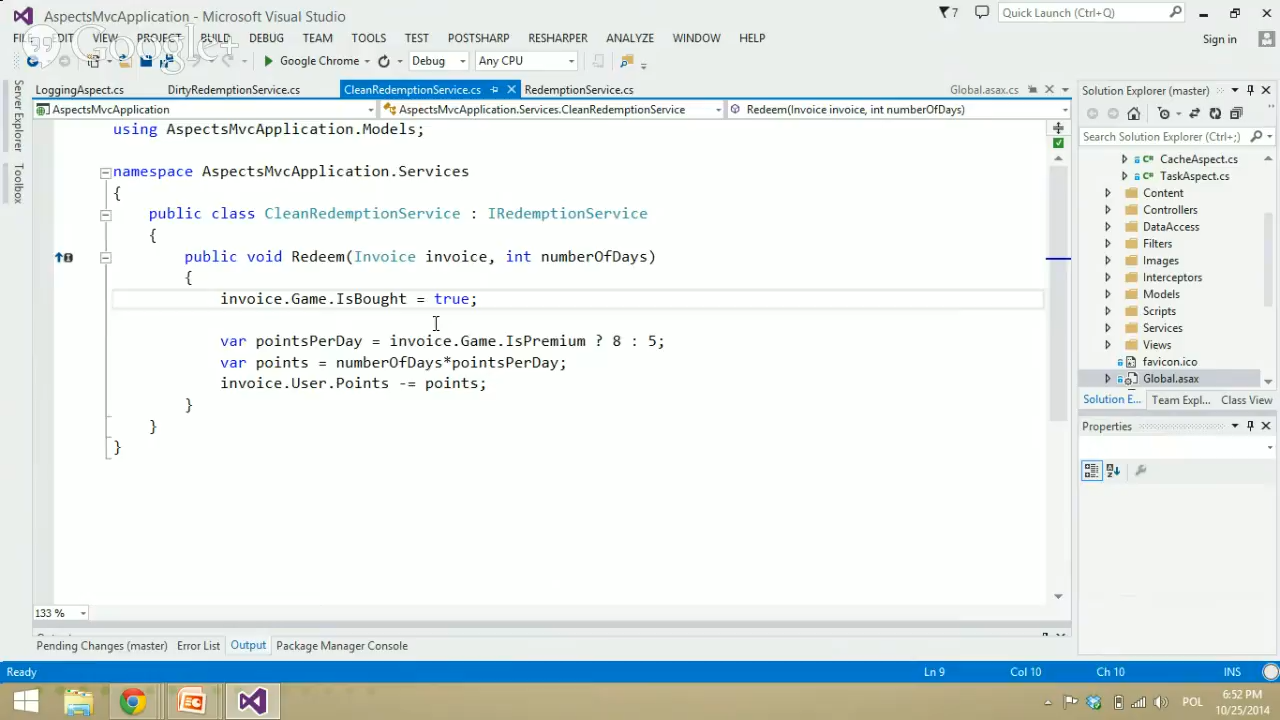 AspectsMvcApplication - Microsoft Visual Studio
7
Quick Launch (Ctrl+Q)
FILE EDIT VIEW PROJECT BUILD DEBUG TEAM TOOLS TEST POSTSHARP RESHARPER ANALYZE WINDOW HELP
Sign in
Google+
Google Chrome
Debug
Any CPU
LoggingAspect.cs
DirtyRedemptionService.cs
CleanRedemptionService.cs
RedemptionService.cs
Global.asax.cs
AspectsMvcApplication
AspectsMvcApplication.Services.CleanRedemptionService
Redeem(Invoice invoice, int numberOfDays)
Server Explorer
Toolbox
using AspectsMvcApplication.Models;
namespace AspectsMvcApplication.Services
{
public class CleanRedemptionService : IRedemptionService
{
public void Redeem(Invoice invoice, int numberOfDays)
{
invoice.Game.IsBought = true;
var pointsPerDay = invoice.Game.IsPremium ? 8 : 5;
var points = numberOfDays*pointsPerDay;
invoice.User.Points -= points;
}
}
}
133 %
Solution Explorer (master)
Search Solution Explorer (Ctrl+;)
CacheAspect.cs
TaskAspect.cs
Content
Controllers
DataAccess
Filters
Images
Interceptors
Models
Scripts
Services
Views
favicon.ico
Global.asax
Solution E...
Team Expl...
Class View
Properties
Pending Changes (master)
Error List
Output
Package Manager Console
Ready
Ln 9
Col 10
Ch 10
INS
POL
6:52 PM
10/25/2014